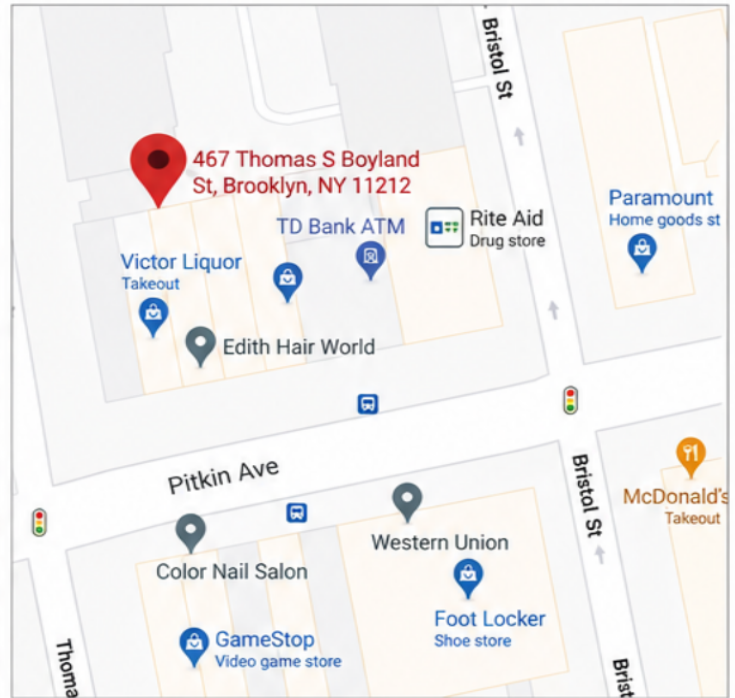 Bristol St
467 Thomas S Boyland
St, Brooklyn, NY 11212
Paramount
Home goods st
TD Bank ATM
Rite Aid
Drug store
Victor Liquor
Takeout
Edith Hair World
Pitkin Ave
Bristol St
McDonald's
Takeout
Western Union
Color Nail Salon
Foot Locker
Shoe store
GameStop
Video game store
Thoma
Brist